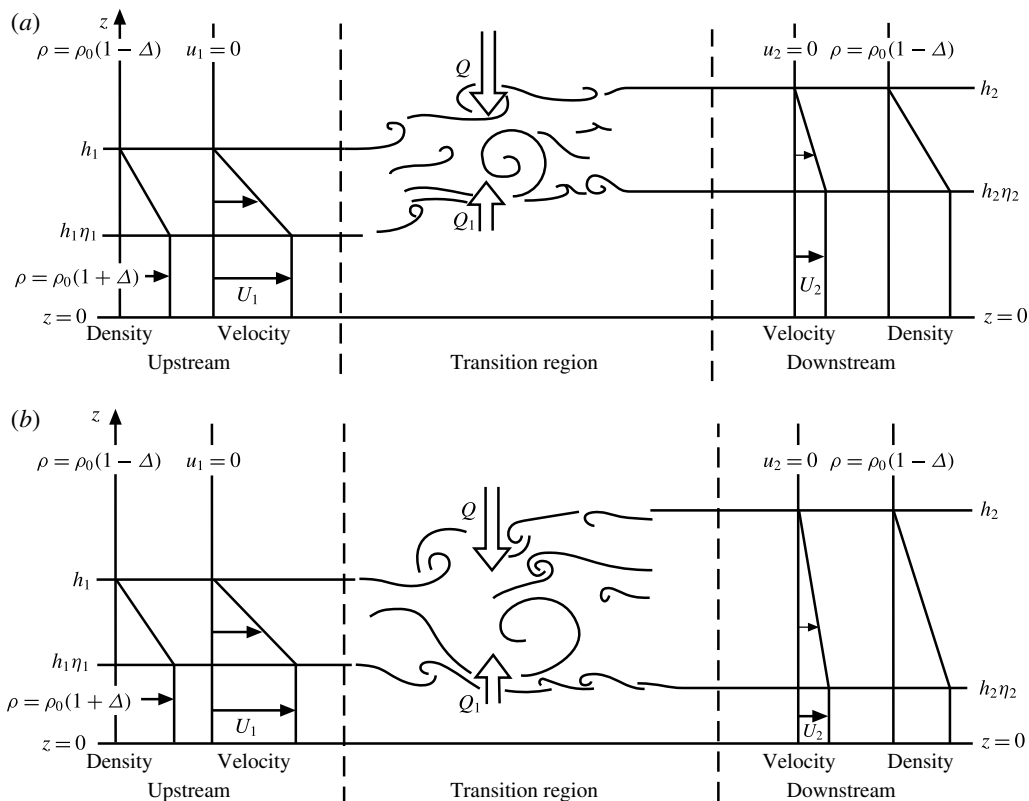 (a)
z
ρ = ρ₀(1 − Δ) u₁ = 0
Q
u₂ = 0 ρ = ρ₀(1 − Δ)
h₂
h₁
h₂η₂
Q₁
h₁η₁
ρ = ρ₀(1 + Δ)
U₁
U₂
z = 0
z = 0
Density Velocity
Velocity Density
Upstream Transition region Downstream
(b)
z
ρ = ρ₀(1 − Δ) u₁ = 0
u₂ = 0 ρ = ρ₀(1 − Δ)
Q
h₂
h₁
h₁η₁
h₂η₂
Q₁
ρ = ρ₀(1 + Δ)
U₁
U₂
z = 0
z = 0
Density Velocity
Velocity Density
Upstream Transition region Downstream